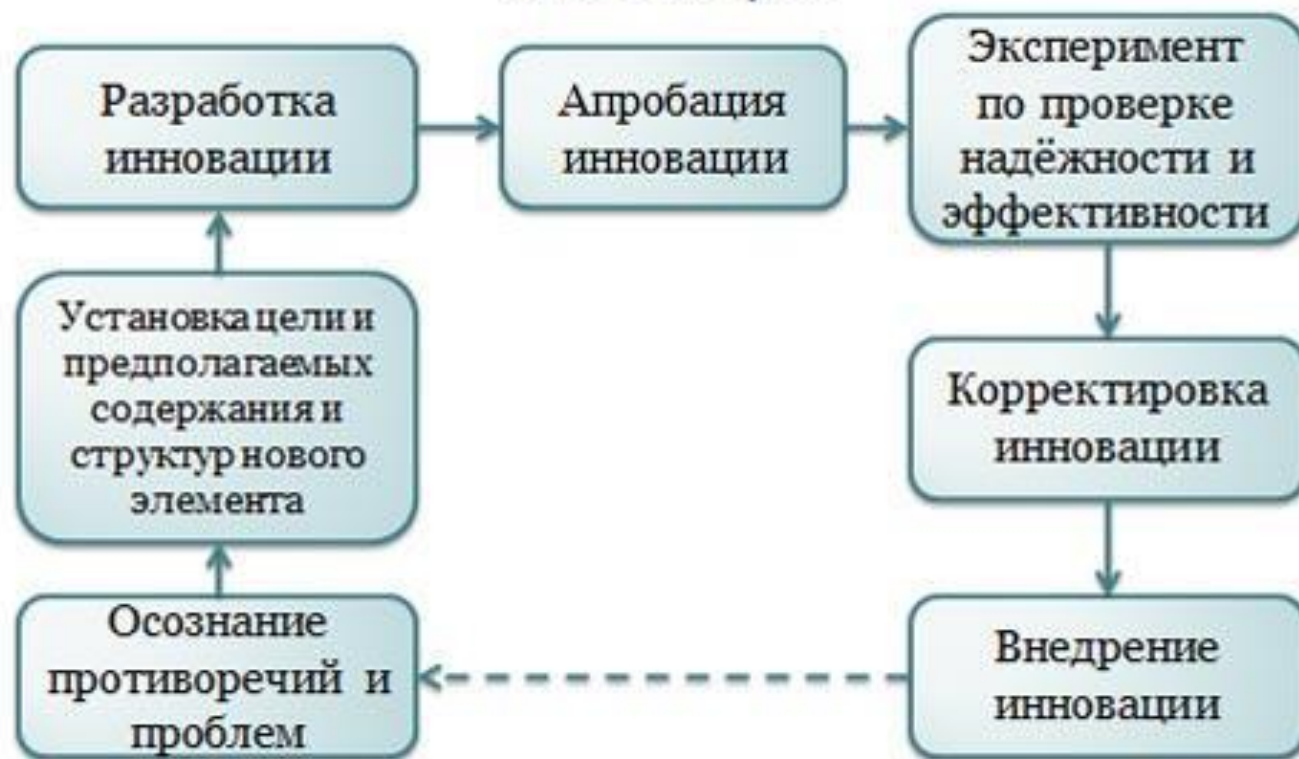 Разработка
инновации
Апробация
инновации
Эксперимент
по проверке
надёжности и
эффективности
Установка цели и
предполагаемых
содержания и
структур нового
элемента
Корректировка
инновации
Осознание
противоречий и
проблем
Внедрение
инновации